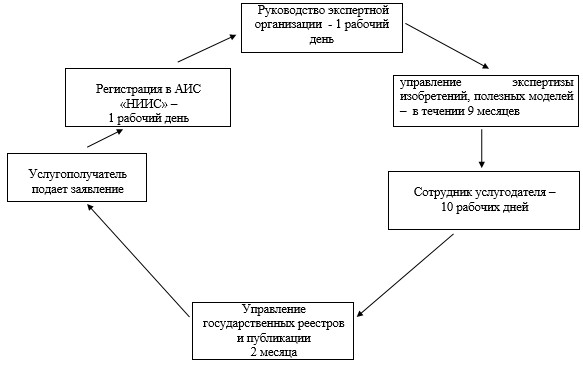 Руководство экспертной
организации - 1 рабочий
день
Регистрация в АИС
«НИИС» –
1 рабочий день
управление экспертизы
изобретений, полезных моделей
– в течении 9 месяцев
Услугополучатель
подает заявление
Сотрудник услугодателя –
10 рабочих дней
Управление
государственных реестров
и публикации
2 месяца